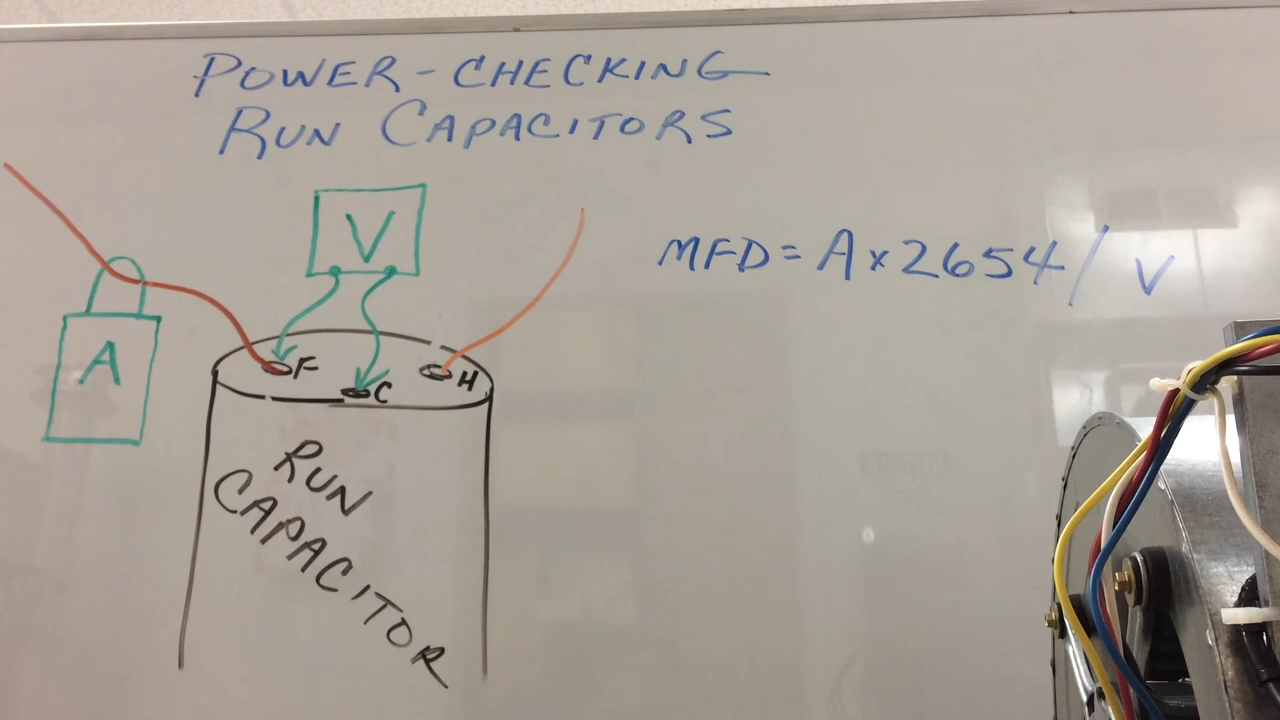 POWER-CHECKING
RUN CAPACITORS
V
MFD = A x 2654 / V
A
F
C
H
RUN
CAPACITOR